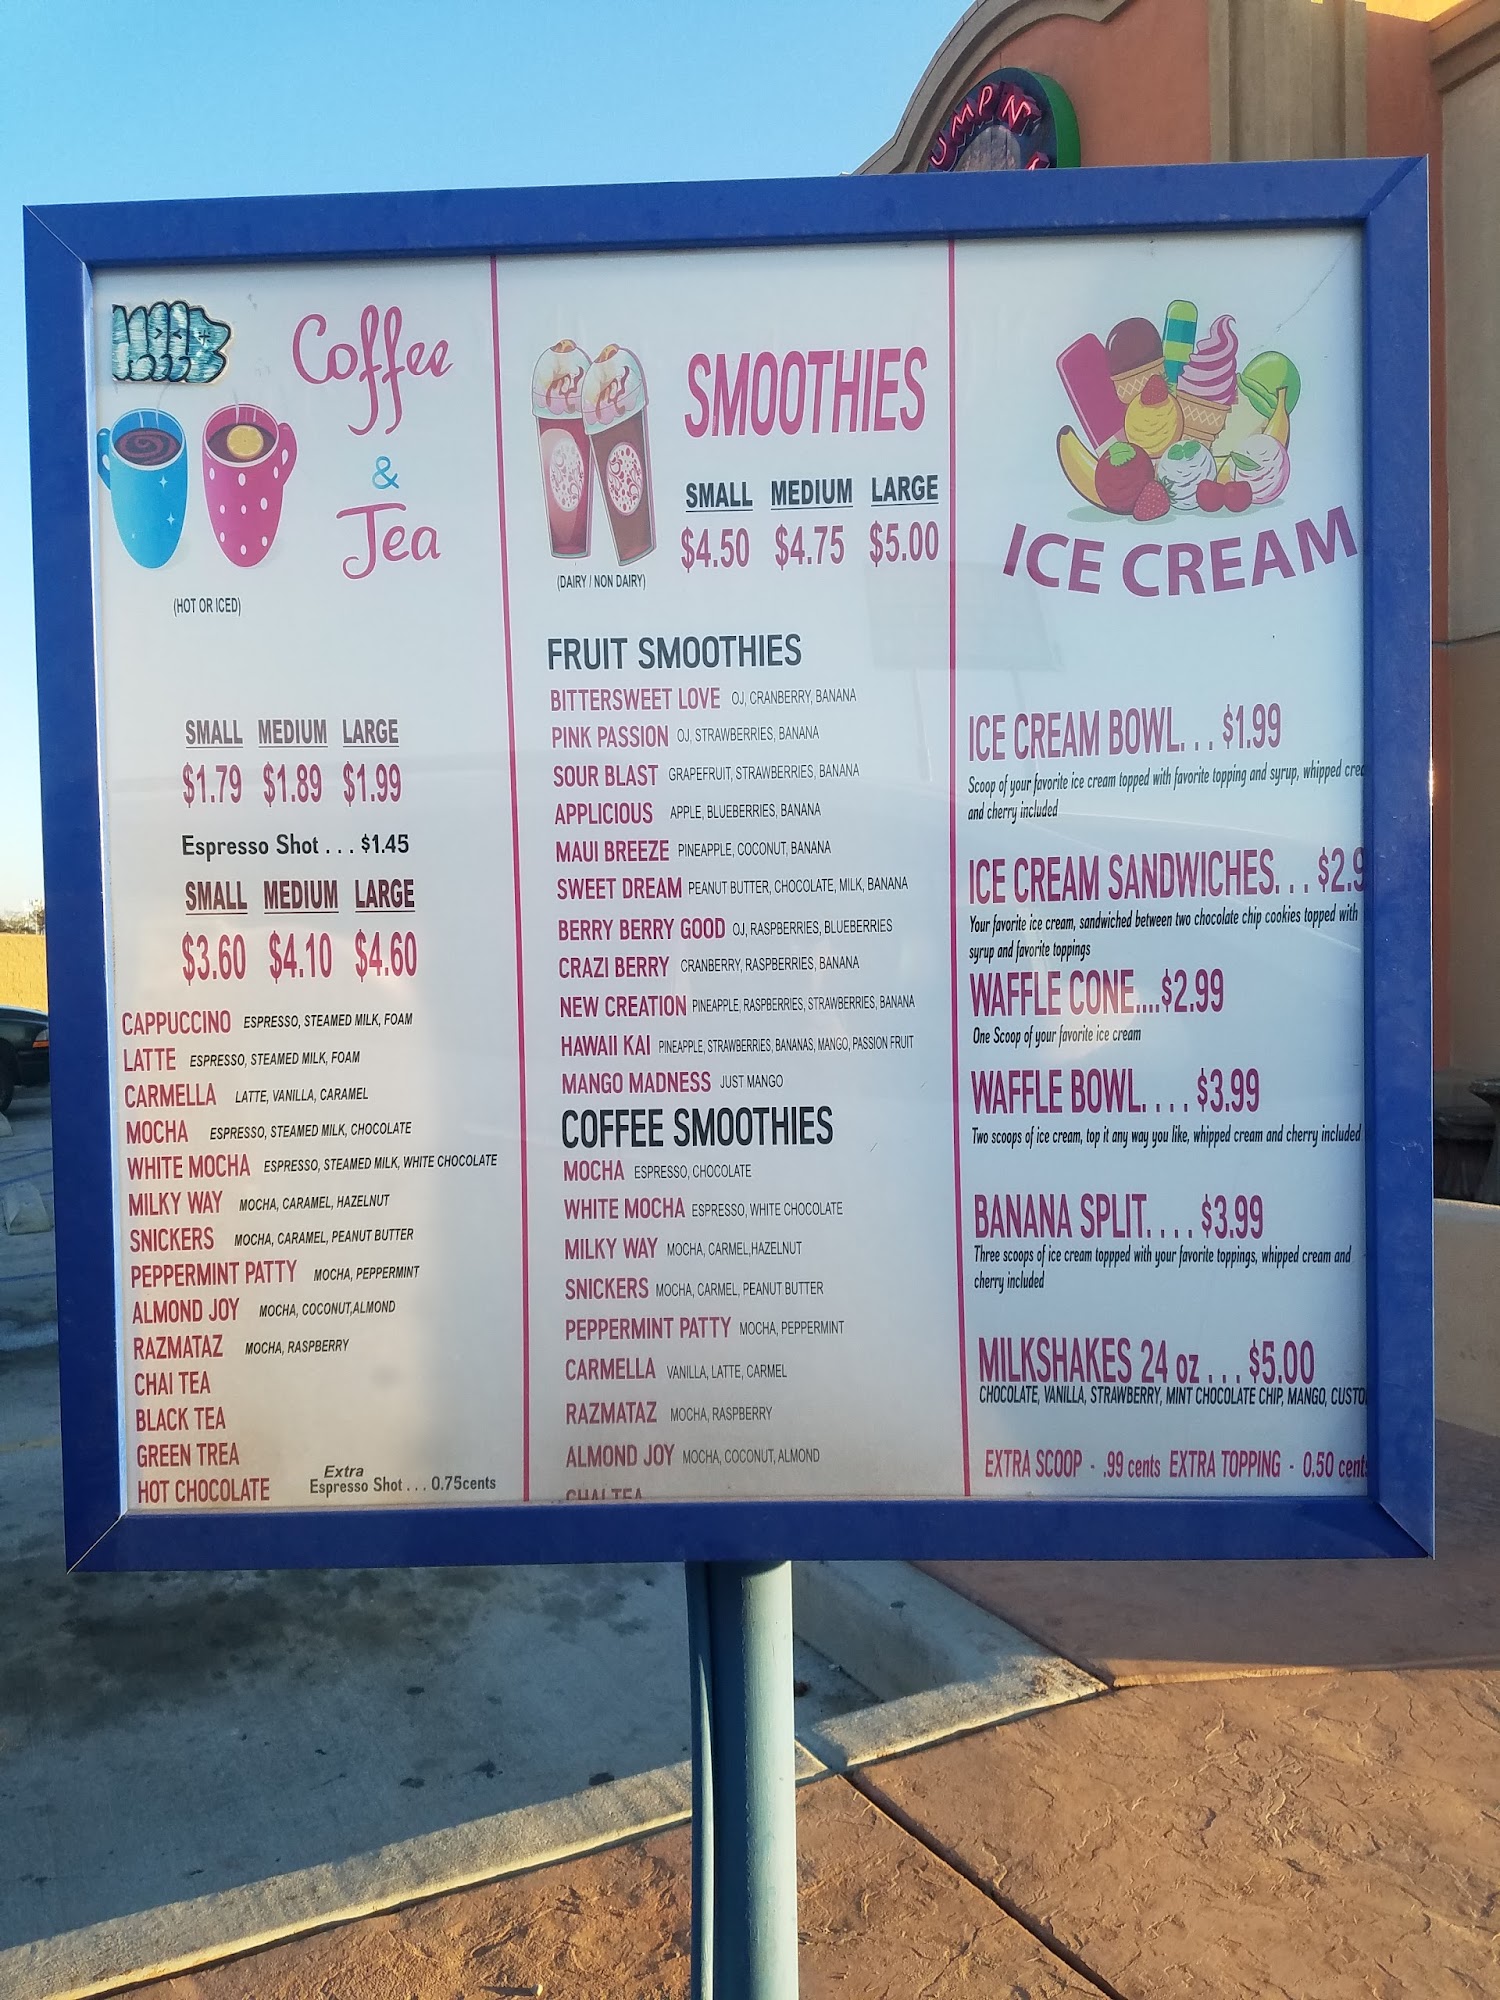 UMP N
Coffee
&
Tea
(HOT OR ICED)
SMALL MEDIUM LARGE
$1.79 $1.89 $1.99
Espresso Shot . . . $1.45
SMALL MEDIUM LARGE
$3.60 $4.10 $4.60
CAPPUCCINO ESPRESSO, STEAMED MILK, FOAM
LATTE ESPRESSO, STEAMED MILK, FOAM
CARMELLA LATTE, VANILLA, CARAMEL
MOCHA ESPRESSO, STEAMED MILK, CHOCOLATE
WHITE MOCHA ESPRESSO, STEAMED MILK, WHITE CHOCOLATE
MILKY WAY MOCHA, CARAMEL, HAZELNUT
SNICKERS MOCHA, CARAMEL, PEANUT BUTTER
PEPPERMINT PATTY MOCHA, PEPPERMINT
ALMOND JOY MOCHA, COCONUT,ALMOND
RAZMATAZ MOCHA, RASPBERRY
CHAI TEA
BLACK TEA
GREEN TREA
HOT CHOCOLATE
Extra
Espresso Shot . . . 0.75cents
SMOOTHIES
SMALL MEDIUM LARGE
$4.50 $4.75 $5.00
(DAIRY / NON DAIRY)
FRUIT SMOOTHIES
BITTERSWEET LOVE OJ, CRANBERRY, BANANA
PINK PASSION OJ, STRAWBERRIES, BANANA
SOUR BLAST GRAPEFRUIT, STRAWBERRIES, BANANA
APPLICIOUS APPLE, BLUEBERRIES, BANANA
MAUI BREEZE PINEAPPLE, COCONUT, BANANA
SWEET DREAM PEANUT BUTTER, CHOCOLATE, MILK, BANANA
BERRY BERRY GOOD OJ, RASPBERRIES, BLUEBERRIES
CRAZI BERRY CRANBERRY, RASPBERRIES, BANANA
NEW CREATION PINEAPPLE, RASPBERRIES, STRAWBERRIES, BANANA
HAWAII KAI PINEAPPLE, STRAWBERRIES, BANANAS, MANGO, PASSION FRUIT
MANGO MADNESS JUST MANGO
COFFEE SMOOTHIES
MOCHA ESPRESSO, CHOCOLATE
WHITE MOCHA ESPRESSO, WHITE CHOCOLATE
MILKY WAY MOCHA, CARMEL,HAZELNUT
SNICKERS MOCHA, CARMEL, PEANUT BUTTER
PEPPERMINT PATTY MOCHA, PEPPERMINT
CARMELLA VANILLA, LATTE, CARMEL
RAZMATAZ MOCHA, RASPBERRY
ALMOND JOY MOCHA, COCONUT, ALMOND
CHAI TEA
ICE CREAM
ICE CREAM BOWL. . . $1.99
Scoop of your favorite ice cream topped with favorite topping and syrup, whipped crea
and cherry included
ICE CREAM SANDWICHES. . . $2.9
Your favorite ice cream, sandwiched between two chocolate chip cookies topped with
syrup and favorite toppings
WAFFLE CONE....$2.99
One Scoop of your favorite ice cream
WAFFLE BOWL. . . . $3.99
Two scoops of ice cream, top it any way you like, whipped cream and cherry included
BANANA SPLIT. . . . $3.99
Three scoops of ice cream toppped with your favorite toppings, whipped cream and
cherry included
MILKSHAKES 24 oz . . . $5.00
CHOCOLATE, VANILLA, STRAWBERRY, MINT CHOCOLATE CHIP, MANGO, CUSTO
EXTRA SCOOP - .99 cents EXTRA TOPPING - 0.50 cents